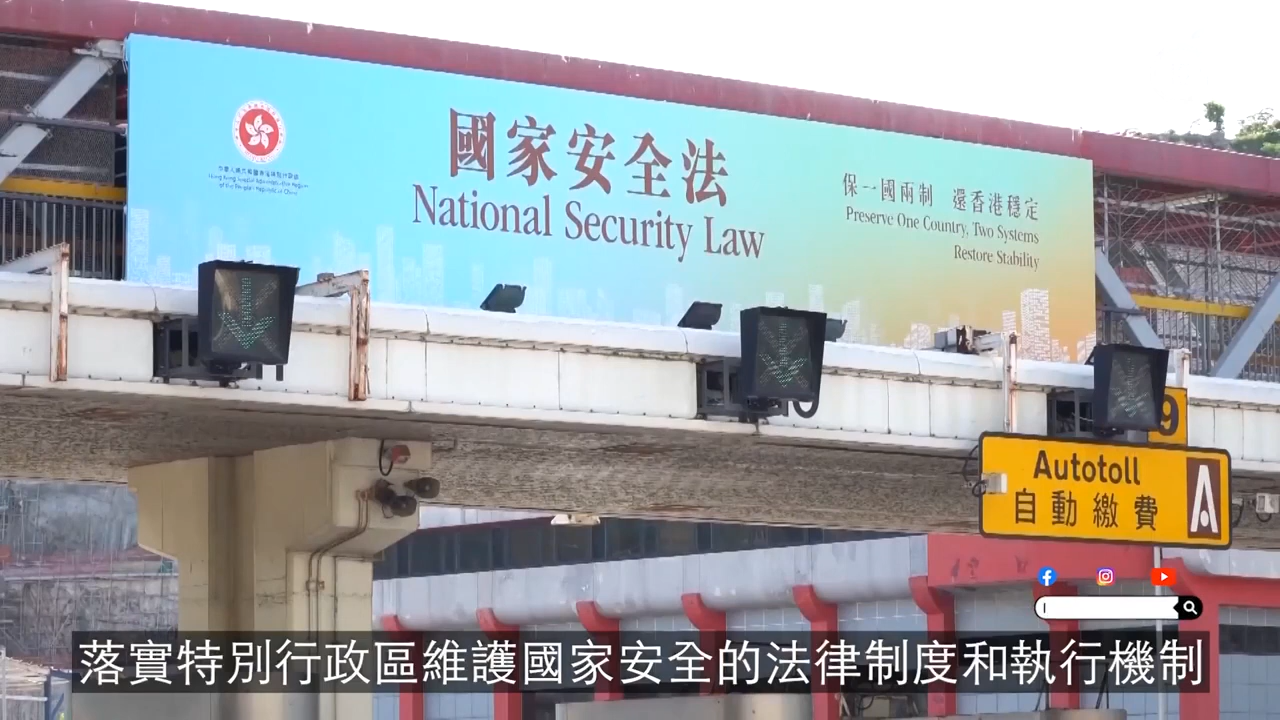 國家安全法
National Security Law
保一國兩制 還香港穩定
Preserve One Country, Two Systems
Restore Stability
9
Autotoll
自動繳費
落實特別行政區維護國家安全的法律制度和執行機制